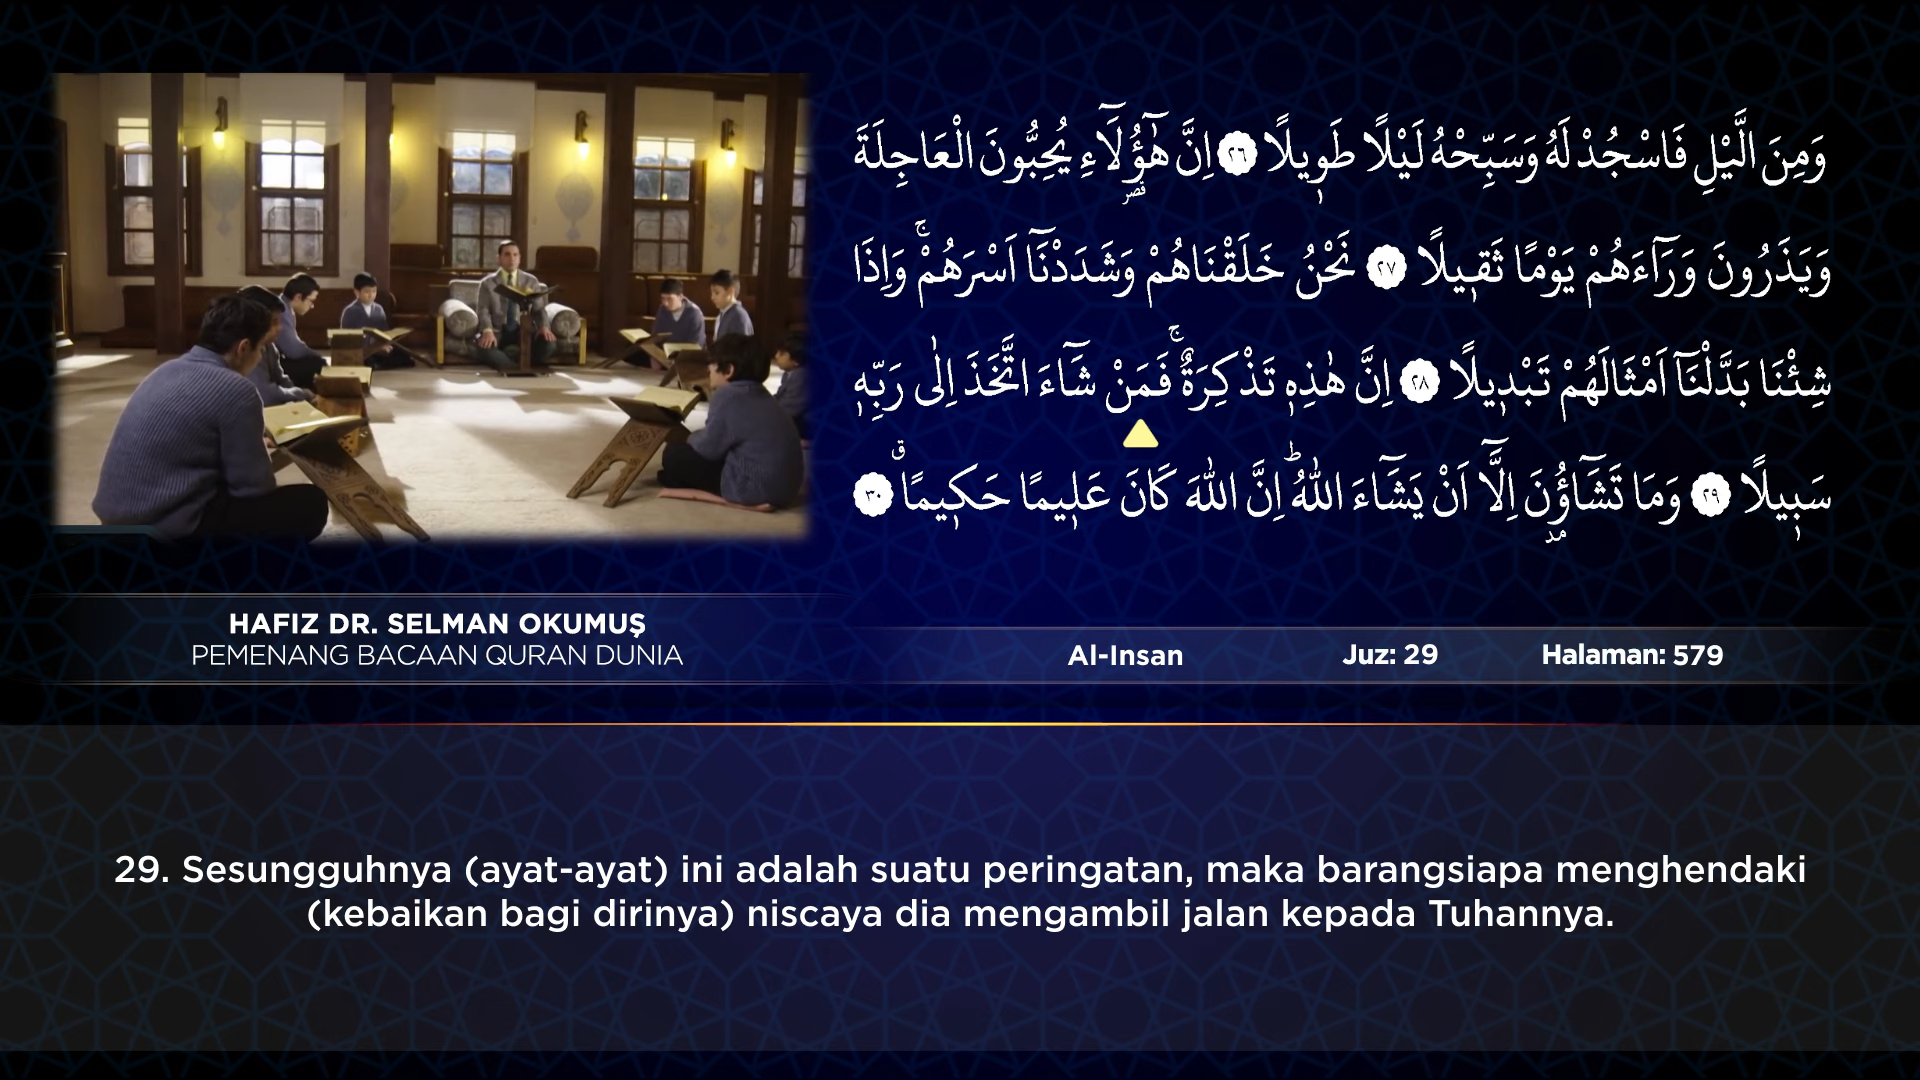 وَمِنَ الَّيْلِ فَاسْجُدْ لَهُ وَسَبِّحْهُ لَيْلًا طَوِيلًا ﴿٢٦﴾ اِنَّ هٰٓؤُ۬لَٓاءِ يُحِبُّونَ الْعَاجِلَةَ
وَيَذَرُونَ وَرَٓاءَهُمْ يَوْمًا ثَقِيلًا ﴿٢٧﴾ نَحْنُ خَلَقْنَاهُمْ وَشَدَدْنَٓا اَسْرَهُمْۚ وَاِذَا
شِئْنَا بَدَّلْنَٓا اَمْثَالَهُمْ تَبْدِيلًا ﴿٢٨﴾ اِنَّ هٰذِهِ تَذْكِرَةٌۚ فَمَنْ شَٓاءَ اتَّخَذَ اِلٰى رَبِّهِ
سَبِيلًا ﴿٢٩﴾ وَمَا تَشَٓاؤُ۫نَ اِلَّٓا اَنْ يَشَٓاءَ اللّٰهُۜ اِنَّ اللّٰهَ كَانَ عَلِيمًا حَكِيمًاۗ ﴿٣٠﴾
HAFIZ DR. SELMAN OKUMUŞ
PEMENANG BACAAN QURAN DUNIA
Al-Insan Juz: 29 Halaman: 579
29. Sesungguhnya (ayat-ayat) ini adalah suatu peringatan, maka barangsiapa menghendaki
(kebaikan bagi dirinya) niscaya dia mengambil jalan kepada Tuhannya.